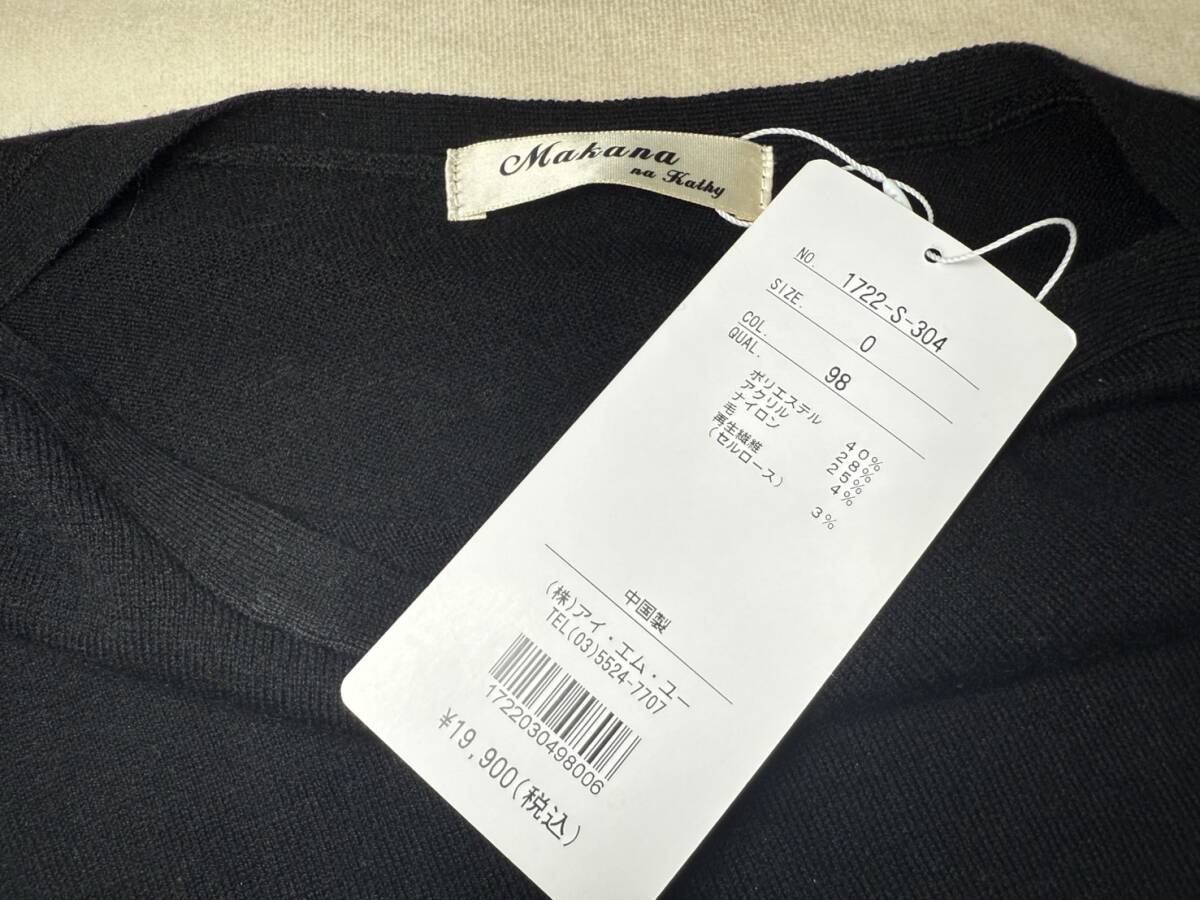 Makana
na Kathy
NO. 1722-S-304
SIZE. 0
COL. 98
QUAL.
ポリエステル 40%
アクリル 28%
ナイロン 25%
毛 4%
再生繊維
(セルロース) 3%
中国製
(株)アイ・エム・ユー
TEL(03)5524-7707
1722030498006
¥19,900(税込)